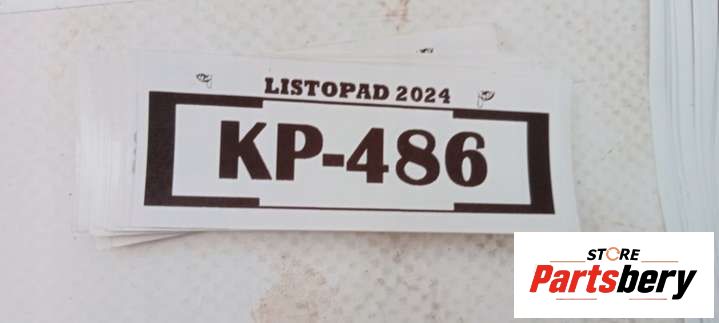 LISTOPAD 2024
KP-486
STORE
Partsbery